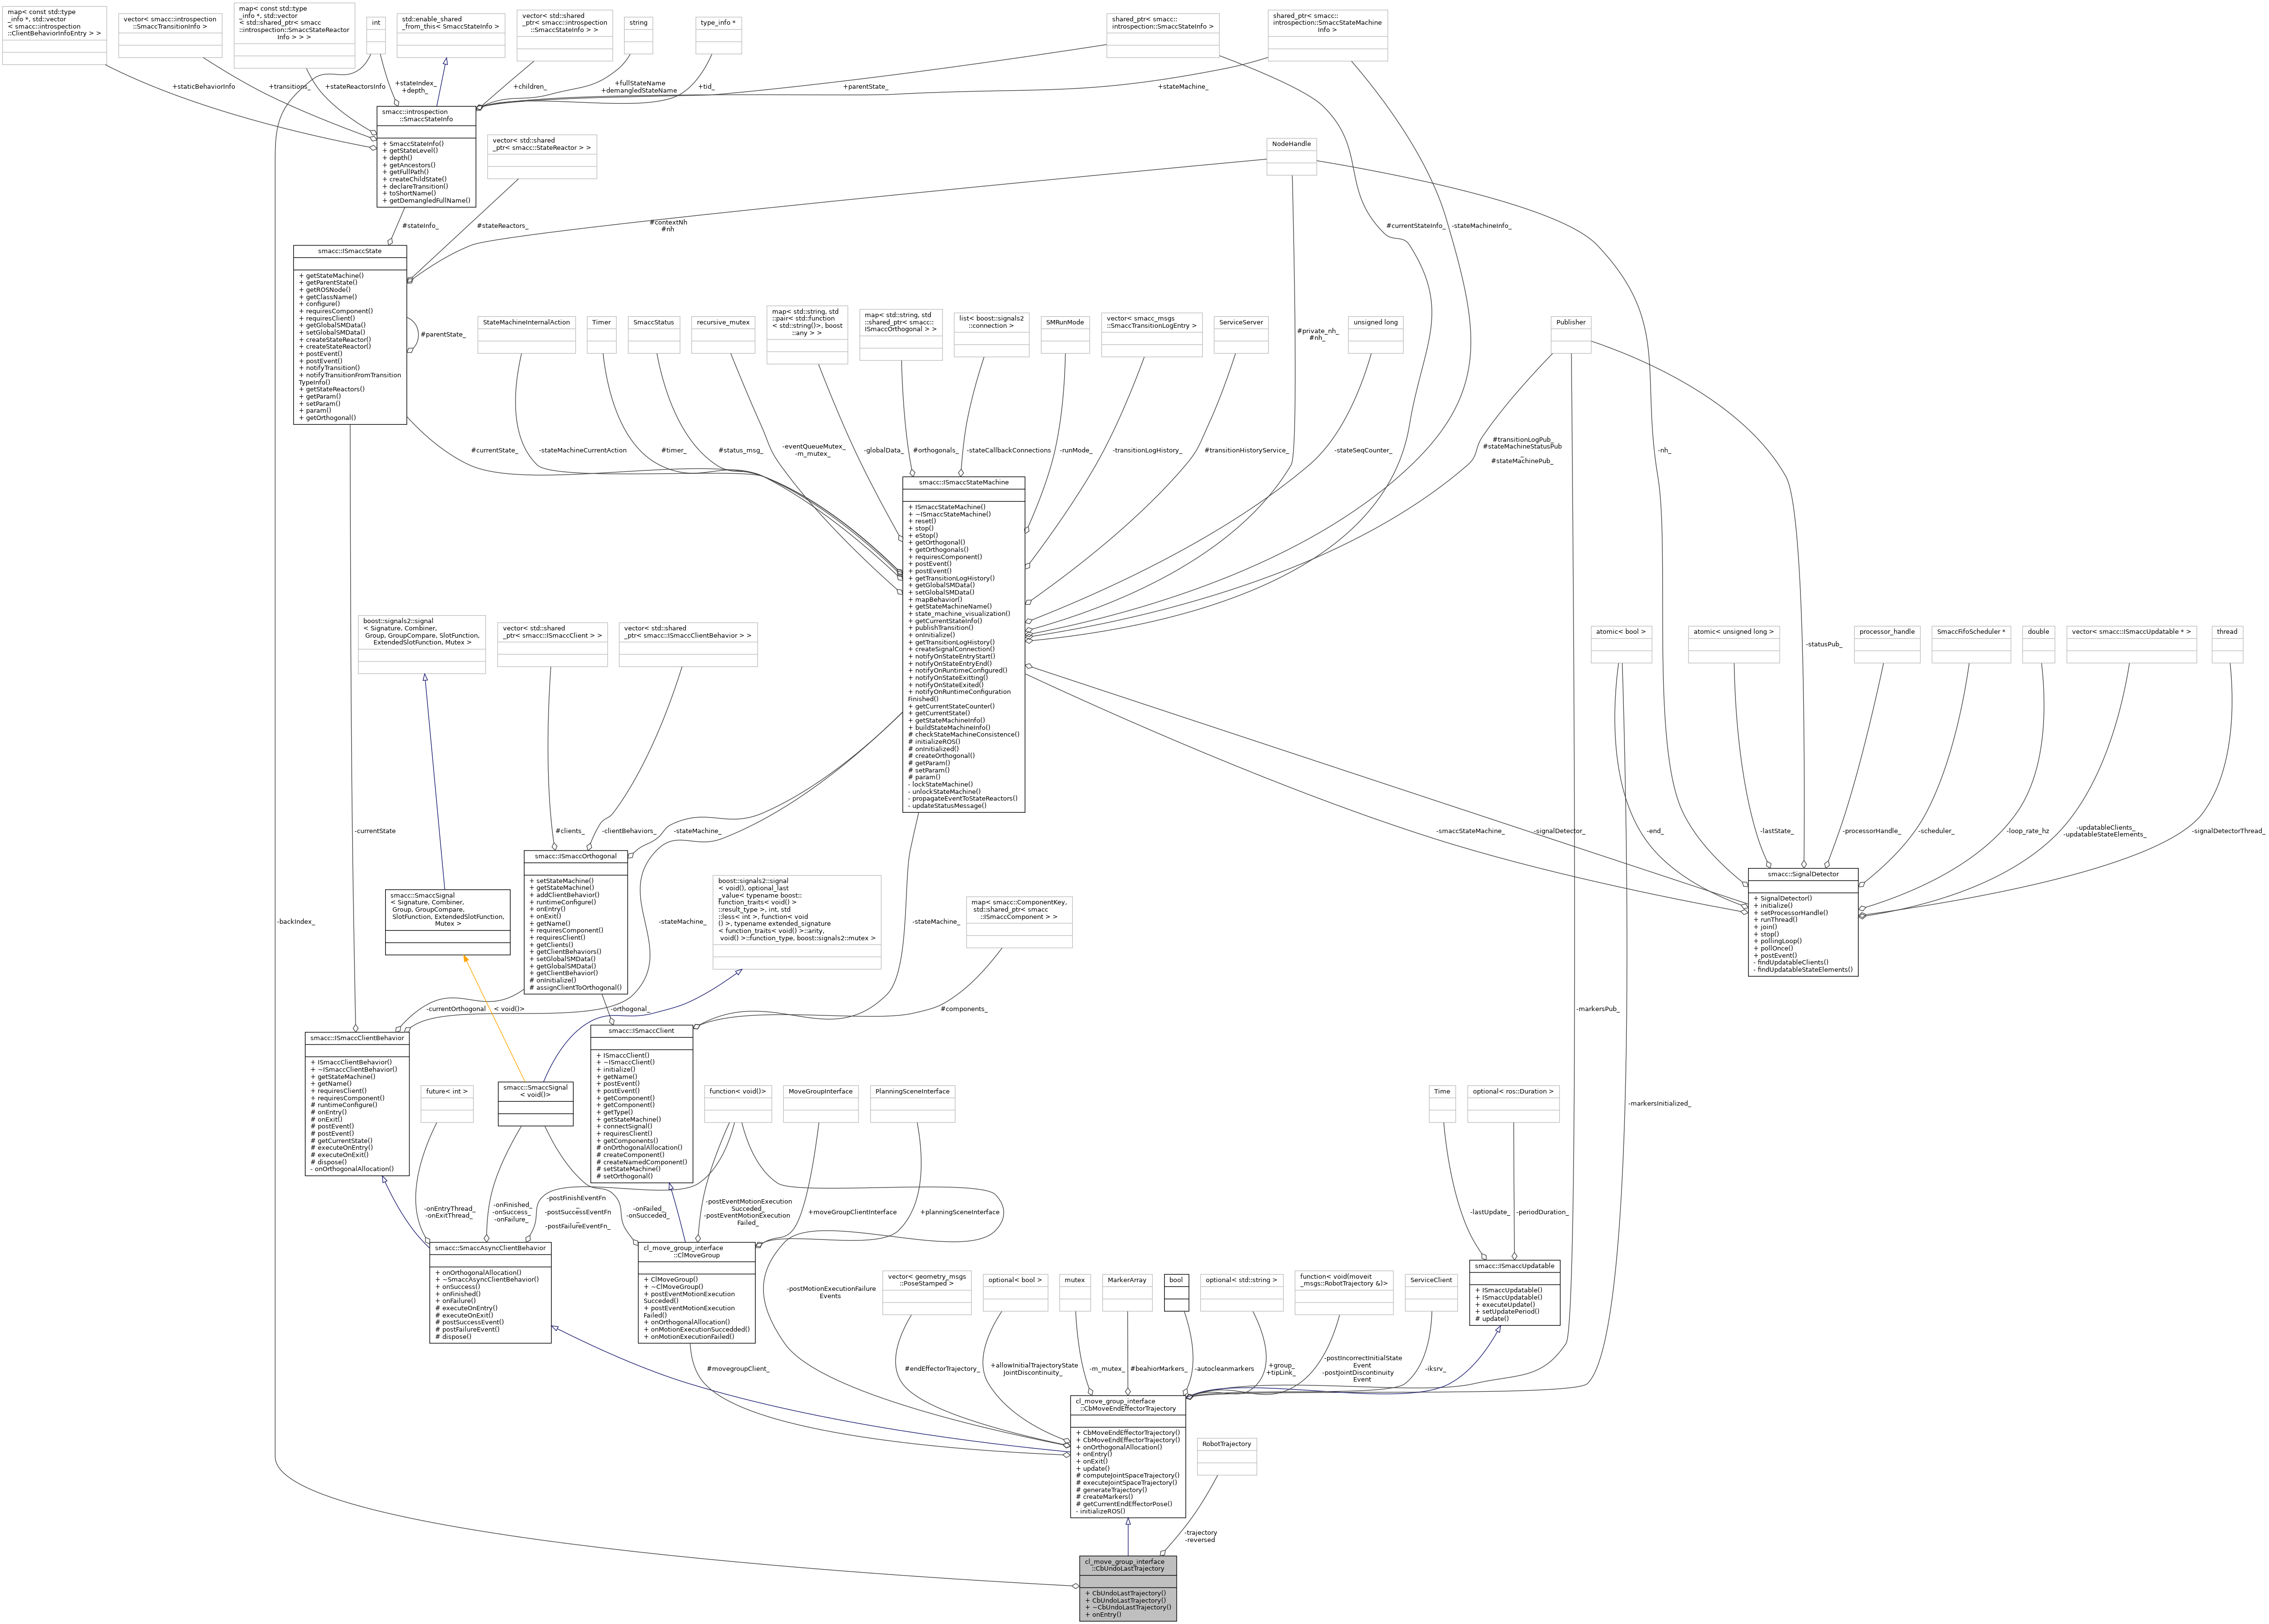 map< const std::type
_info *, std::vector
< smacc::introspection
::ClientBehaviorInfoEntry > >
vector< smacc::introspection
::SmaccTransitionInfo >
map< const std::type
_info *, std::vector
< std::shared_ptr< smacc
::introspection::SmaccStateReactor
Info > > >
int
std::enable_shared
_from_this< SmaccStateInfo >
vector< std::shared
_ptr< smacc::introspection
::SmaccStateInfo > >
string
type_info *
shared_ptr< smacc::
introspection::SmaccStateInfo >
shared_ptr< smacc::
introspection::SmaccStateMachine
Info >
+staticBehaviorInfo
+transitions_
+stateReactorsInfo
+stateIndex_
+depth_
+children_
+fullStateName
+demangledStateName
+tid_
+parentState_
+stateMachine_
smacc::introspection
::SmaccStateInfo
+ SmaccStateInfo()
+ getStateLevel()
+ depth()
+ getAncestors()
+ getFullPath()
+ createChildState()
+ declareTransition()
+ toShortName()
+ getDemangledFullName()
vector< std::shared
_ptr< smacc::StateReactor > >
NodeHandle
#stateInfo_
#stateReactors_
#contextNh
#nh
#currentStateInfo_
-stateMachineInfo_
smacc::ISmaccState
+ getStateMachine()
+ getParentState()
+ getROSNode()
+ getClassName()
+ configure()
+ requiresComponent()
+ requiresClient()
+ getGlobalSMData()
+ setGlobalSMData()
+ createStateReactor()
+ createStateReactor()
+ postEvent()
+ postEvent()
+ notifyTransition()
+ notifyTransitionFromTransition
TypeInfo()
+ getStateReactors()
+ getParam()
+ setParam()
+ param()
+ getOrthogonal()
#parentState_
StateMachineInternalAction
Timer
SmaccStatus
recursive_mutex
map< std::string, std
::pair< std::function
< std::string()>, boost
::any > >
map< std::string, std
::shared_ptr< smacc::
ISmaccOrthogonal > >
list< boost::signals2
::connection >
SMRunMode
vector< smacc_msgs
::SmaccTransitionLogEntry >
ServiceServer
#private_nh_
#nh_
unsigned long
Publisher
#currentState_
-stateMachineCurrentAction
#timer_
#status_msg_
-eventQueueMutex_
-m_mutex_
-globalData_
#orthogonals_
-stateCallbackConnections
-runMode_
-transitionLogHistory_
#transitionHistoryService_
-stateSeqCounter_
#transitionLogPub_
#stateMachineStatusPub
_
#stateMachinePub_
-nh_
smacc::ISmaccStateMachine
+ ISmaccStateMachine()
+ ~ISmaccStateMachine()
+ reset()
+ stop()
+ eStop()
+ getOrthogonal()
+ getOrthogonals()
+ requiresComponent()
+ postEvent()
+ postEvent()
+ getTransitionLogHistory()
+ getGlobalSMData()
+ setGlobalSMData()
+ mapBehavior()
+ getStateMachineName()
+ state_machine_visualization()
+ getCurrentStateInfo()
+ publishTransition()
+ onInitialize()
+ getTransitionLogHistory()
+ createSignalConnection()
+ notifyOnStateEntryStart()
+ notifyOnStateEntryEnd()
+ notifyOnRuntimeConfigured()
+ notifyOnStateExitting()
+ notifyOnStateExited()
+ notifyOnRuntimeConfiguration
Finished()
+ getCurrentStateCounter()
+ getCurrentState()
+ getStateMachineInfo()
+ buildStateMachineInfo()
# checkStateMachineConsistence()
# initializeROS()
# onInitialized()
# createOrthogonal()
# getParam()
# setParam()
# param()
- lockStateMachine()
- unlockStateMachine()
- propagateEventToStateReactors()
- updateStatusMessage()
boost::signals2::signal
< Signature, Combiner,
Group, GroupCompare, SlotFunction,
ExtendedSlotFunction, Mutex >
vector< std::shared
_ptr< smacc::ISmaccClient > >
vector< std::shared
_ptr< smacc::ISmaccClientBehavior > >
atomic< bool >
atomic< unsigned long >
-statusPub_
processor_handle
SmaccFifoScheduler *
double
vector< smacc::ISmaccUpdatable * >
thread
-currentState
#clients_
-clientBehaviors_
-stateMachine_
-smaccStateMachine_
-signalDetector_
-end_
-lastState_
-processorHandle_
-scheduler_
-loop_rate_hz
-updatableClients_
-updatableStateElements_
-signalDetectorThread_
smacc::SignalDetector
+ SignalDetector()
+ initialize()
+ setProcessorHandle()
+ runThread()
+ join()
+ stop()
+ pollingLoop()
+ pollOnce()
+ postEvent()
- findUpdatableClients()
- findUpdatableStateElements()
smacc::ISmaccOrthogonal
+ setStateMachine()
+ getStateMachine()
+ addClientBehavior()
+ runtimeConfigure()
+ onEntry()
+ onExit()
+ getName()
+ requiresComponent()
+ requiresClient()
+ getClients()
+ getClientBehaviors()
+ setGlobalSMData()
+ getGlobalSMData()
+ getClientBehavior()
# onInitialize()
# assignClientToOrthogonal()
smacc::SmaccSignal
< Signature, Combiner,
Group, GroupCompare,
SlotFunction, ExtendedSlotFunction,
Mutex >
-backIndex_
-stateMachine_
boost::signals2::signal
< void(), optional_last
_value< typename boost::
function_traits< void() >
::result_type >, int, std
::less< int >, function< void
() >, typename extended_signature
< function_traits< void() >::arity,
void() >::function_type, boost::signals2::mutex >
-stateMachine_
map< smacc::ComponentKey,
std::shared_ptr< smacc
::ISmaccComponent > >
-currentOrthogonal
< void()>
-orthogonal_
#components_
-markersPub_
smacc::ISmaccClientBehavior
+ ISmaccClientBehavior()
+ ~ISmaccClientBehavior()
+ getStateMachine()
+ getName()
+ requiresClient()
+ requiresComponent()
# runtimeConfigure()
# onEntry()
# onExit()
# postEvent()
# postEvent()
# getCurrentState()
# executeOnEntry()
# executeOnExit()
# dispose()
- onOrthogonalAllocation()
smacc::ISmaccClient
+ ISmaccClient()
+ ~ISmaccClient()
+ initialize()
+ getName()
+ postEvent()
+ postEvent()
+ getComponent()
+ getComponent()
+ getType()
+ getStateMachine()
+ connectSignal()
+ requiresClient()
+ getComponents()
# onOrthogonalAllocation()
# createComponent()
# createNamedComponent()
# setStateMachine()
# setOrthogonal()
future< int >
smacc::SmaccSignal
< void()>
function< void()>
MoveGroupInterface
PlanningSceneInterface
Time
optional< ros::Duration >
-markersInitialized_
-onEntryThread_
-onExitThread_
-onFinished_
-onSuccess_
-onFailure_
-postFinishEventFn
_
-postSuccessEventFn
_
-postFailureEventFn_
-onFailed_
-onSucceded_
-postEventMotionExecution
Succeded_
-postEventMotionExecution
Failed_
+moveGroupClientInterface
+planningSceneInterface
-lastUpdate_
-periodDuration_
smacc::SmaccAsyncClientBehavior
+ onOrthogonalAllocation()
+ ~SmaccAsyncClientBehavior()
+ onSuccess()
+ onFinished()
+ onFailure()
# executeOnEntry()
# executeOnExit()
# postSuccessEvent()
# postFailureEvent()
# dispose()
cl_move_group_interface
::ClMoveGroup
+ ClMoveGroup()
+ ~ClMoveGroup()
+ postEventMotionExecution
Succeded()
+ postEventMotionExecution
Failed()
+ onOrthogonalAllocation()
+ onMotionExecutionSuccedded()
+ onMotionExecutionFailed()
-postMotionExecutionFailure
Events
vector< geometry_msgs
::PoseStamped >
optional< bool >
mutex
MarkerArray
bool
optional< std::string >
function< void(moveit
_msgs::RobotTrajectory &)>
ServiceClient
smacc::ISmaccUpdatable
+ ISmaccUpdatable()
+ ISmaccUpdatable()
+ executeUpdate()
+ setUpdatePeriod()
# update()
#movegroupClient_
#endEffectorTrajectory_
+allowInitialTrajectoryState
JointDiscontinuity_
-m_mutex_
#beahiorMarkers_
-autocleanmarkers
+group_
+tipLink_
-postIncorrectInitialState
Event
-postJointDiscontinuity
Event
-iksrv_
cl_move_group_interface
::CbMoveEndEffectorTrajectory
+ CbMoveEndEffectorTrajectory()
+ CbMoveEndEffectorTrajectory()
+ onOrthogonalAllocation()
+ onEntry()
+ onExit()
+ update()
# computeJointSpaceTrajectory()
# executeJointSpaceTrajectory()
# generateTrajectory()
# createMarkers()
# getCurrentEndEffectorPose()
- initializeROS()
RobotTrajectory
-trajectory
-reversed
cl_move_group_interface
::CbUndoLastTrajectory
+ CbUndoLastTrajectory()
+ CbUndoLastTrajectory()
+ ~CbUndoLastTrajectory()
+ onEntry()